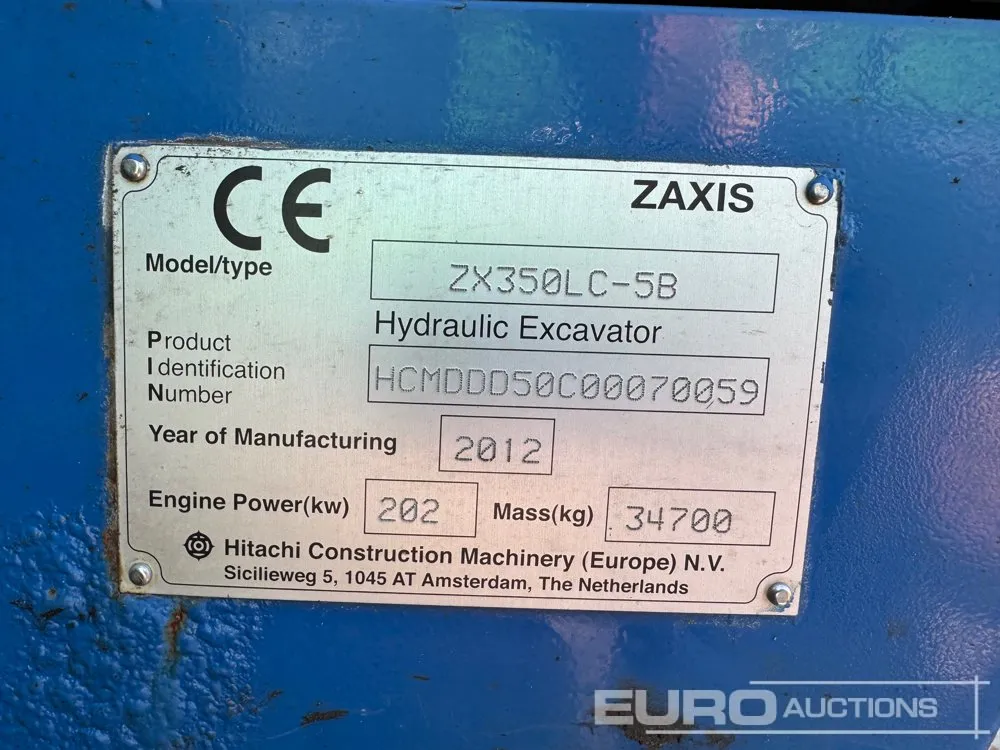 CE
ZAXIS
Model/type
ZX350LC-5B
Hydraulic Excavator
Product
Identification
Number
HCMDDD50C00070059
Year of Manufacturing
2012
Engine Power(kw)
202
Mass(kg)
34700
Hitachi Construction Machinery (Europe) N.V.
Sicilieweg 5, 1045 AT Amsterdam, The Netherlands
EURO AUCTIONS